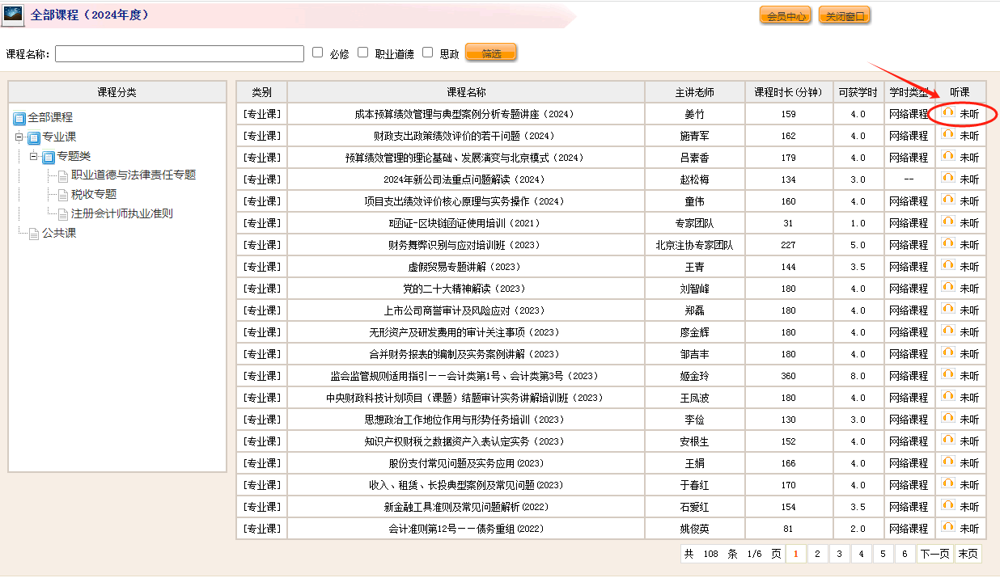 全部课程（2024年度）
会员中心 关闭窗口
课程名称： 必修 职业道德 思政 筛选
课程分类
全部课程
专业课
专题类
职业道德与法律责任专题
税收专题
注册会计师执业准则
公共课
类别 课程名称 主讲老师 课程时长(分钟) 可获学时 学时类型 听课
[专业课] 成本预算绩效管理与典型案例分析专题讲座（2024） 姜竹 159 4.0 网络课程 未听
[专业课] 财政支出政策绩效评价的若干问题（2024） 施青军 162 4.0 网络课程 未听
[专业课] 预算绩效管理的理论基础、发展演变与北京模式（2024） 吕素香 179 4.0 网络课程 未听
[专业课] 2024年新公司法重点问题解读（2024） 赵松梅 134 3.0 -- 未听
[专业课] 项目支出绩效评价核心原理与实务操作（2024） 童伟 160 4.0 网络课程 未听
[专业课] E函证-区块链函证使用培训（2021） 专家团队 31 1.0 网络课程 未听
[专业课] 财务舞弊识别与应对培训班（2023） 北京注协专家团队 227 5.0 网络课程 未听
[专业课] 虚假贸易专题讲解（2023） 王青 144 3.5 网络课程 未听
[专业课] 党的二十大精神解读（2023） 刘智峰 180 4.0 网络课程 未听
[专业课] 上市公司商誉审计及风险应对（2023） 郑磊 180 4.0 网络课程 未听
[专业课] 无形资产及研发费用的审计关注事项（2023） 廖金辉 180 4.0 网络课程 未听
[专业课] 合并财务报表的编制及实务案例讲解（2023） 邹吉丰 180 4.0 网络课程 未听
[专业课] 监会监管规则适用指引——会计类第1号、会计类第3号（2023） 姬金玲 360 8.0 网络课程 未听
[专业课] 中央财政科技计划项目（课题）结题审计实务讲解培训班（2023） 王凤波 180 4.0 网络课程 未听
[专业课] 思想政治工作地位作用与形势任务培训（2023） 李俭 130 3.0 网络课程 未听
[专业课] 知识产权财税之数据资产入表认定实务（2023） 安根生 152 4.0 网络课程 未听
[专业课] 股份支付常见问题及实务应用(2023) 王娟 166 4.0 网络课程 未听
[专业课] 收入、租赁、长投典型案例及常见问题(2023) 于春红 170 4.0 网络课程 未听
[专业课] 新金融工具准则及常见问题解析(2022) 石爱红 154 3.5 网络课程 未听
[专业课] 会计准则第12号——债务重组(2022) 姚俊英 81 2.0 网络课程 未听
共 108 条 1/6 页 1 2 3 4 5 6 下一页 末页